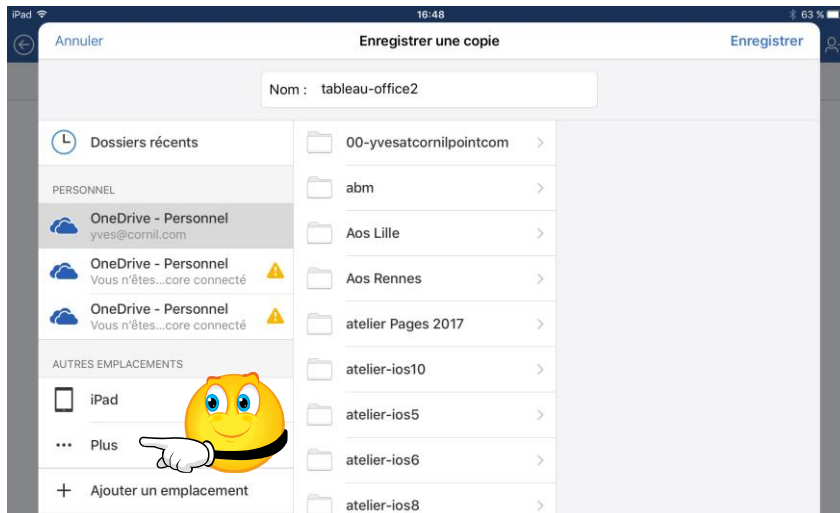 iPad 16:48 63 %
Annuler Enregistrer une copie Enregistrer
Nom : tableau-office2
Dossiers récents
PERSONNEL
OneDrive - Personnel
yves@cornil.com
OneDrive - Personnel
Vous n'êtes...core connecté
OneDrive - Personnel
Vous n'êtes...core connecté
AUTRES EMPLACEMENTS
iPad
Plus
Ajouter un emplacement
00-yvesatcornilpointcom
abm
Aos Lille
Aos Rennes
atelier Pages 2017
atelier-ios10
atelier-ios5
atelier-ios6
atelier-ios8